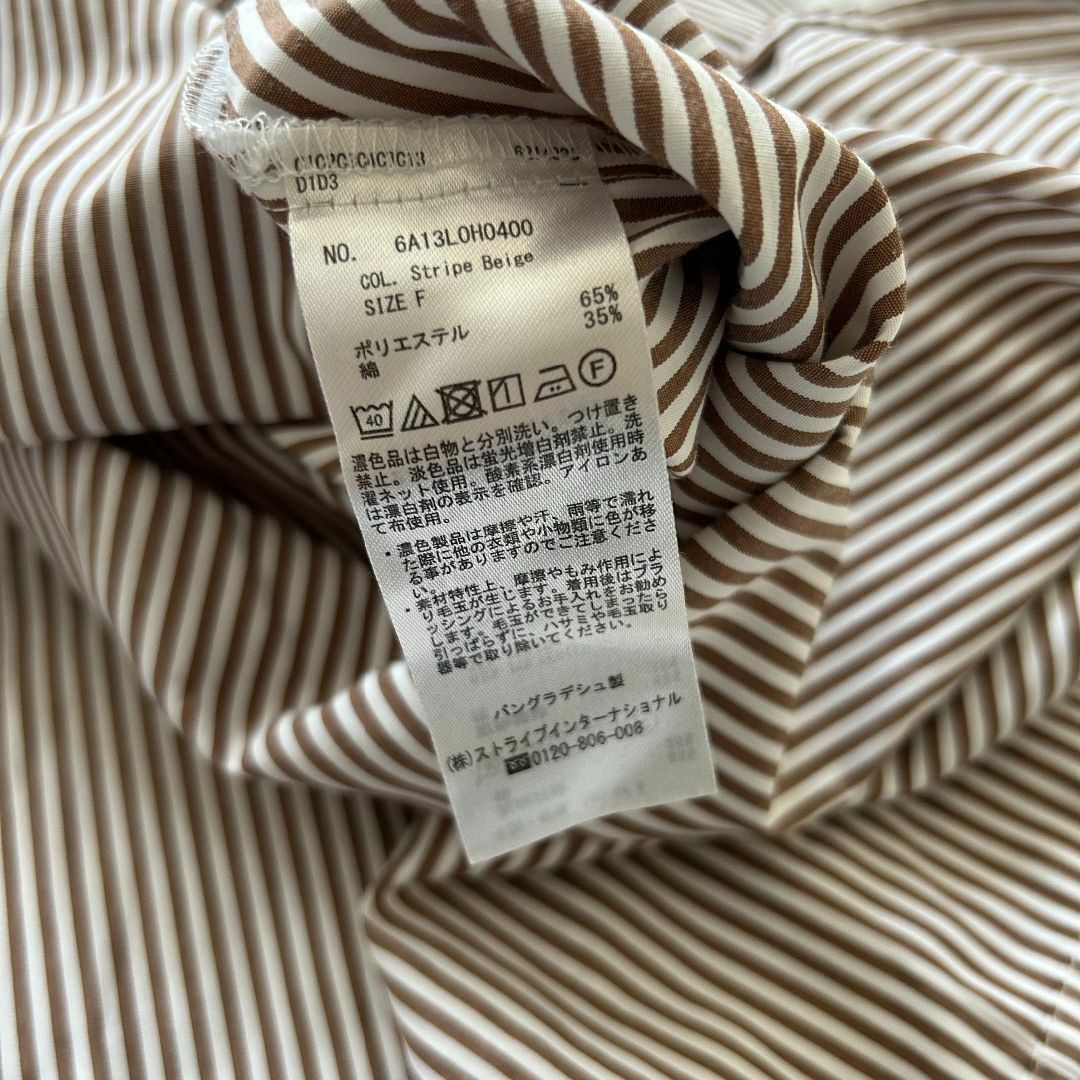 D1D3
NO. 6A13L0H0400
COL. Stripe Beige
SIZE F
ポリエステル 65%
綿 35%
40
F
濃色品は白物と分別洗い。つけ置き
禁止。淡色品は蛍光増白剤禁止。洗
濯ネット使用。酸素系漂白剤使用時
は漂白剤の表示を確認。アイロンあ
て布使用。
・濃色製品は摩擦や汗、雨等で濡れ
た際に他の衣類や小物類に色が移
る事がありますのでご注意くださ
い。
・素材特性上、摩擦やもみ作用によ
り毛玉が生じます。着用後はブラ
ッシングによるお手入れをお勧め
します。毛玉ができてしまったら
引っぱらずに、ハサミや毛玉取り
器等で取り除いてください。
バングラデシュ製
(株)ストライプインターナショナル
0120-806-008